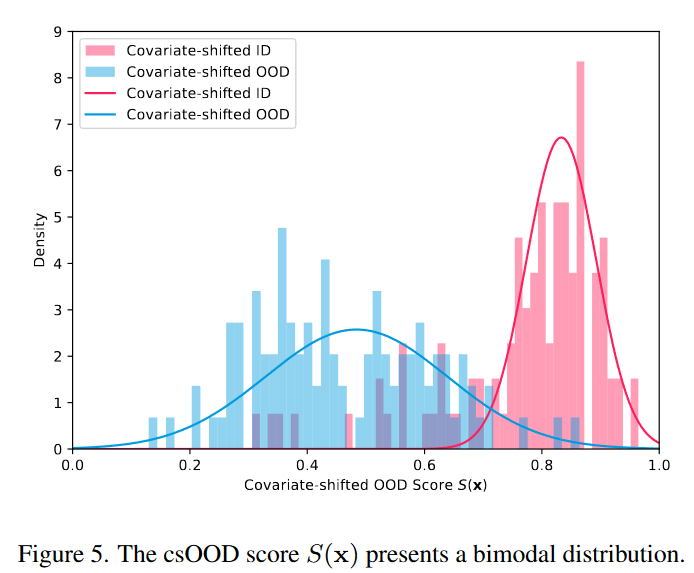 9
8
7
6
5
4
3
2
1
0
Density
Covariate-shifted ID
Covariate-shifted OOD
Covariate-shifted ID
Covariate-shifted OOD
0.0 0.2 0.4 0.6 0.8 1.0
Covariate-shifted OOD Score S(x)
Figure 5. The csOOD score S(x) presents a bimodal distribution.